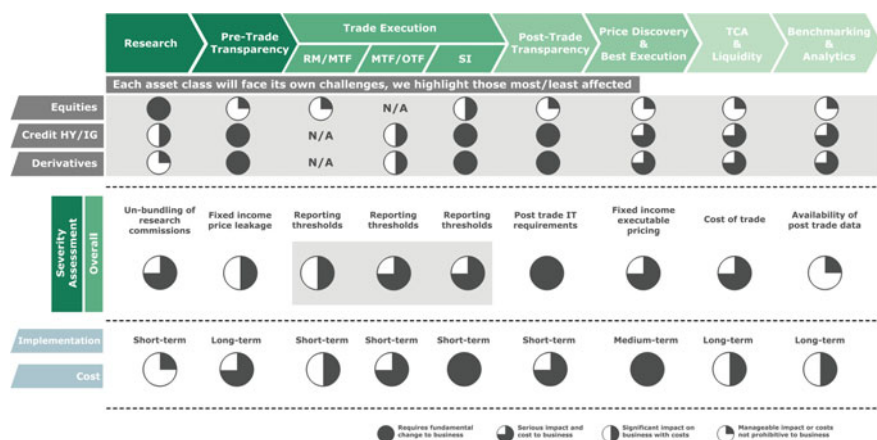 Research
Pre-Trade
Transparency
Trade Execution
RM/MTF
MTF/OTF
SI
Post-Trade
Transparency
Price Discovery
&
Best Execution
TCA
&
Liquidity
Benchmarking
&
Analytics
Each asset class will face its own challenges, we highlight those most/least affected
Equities
N/A
Credit HY/IG
N/A
Derivatives
N/A
Severity
Assessment
Overall
Un-bundling of
research
commissions
Fixed income
price leakage
Reporting
thresholds
Reporting
thresholds
Reporting
thresholds
Post trade IT
requirements
Fixed income
executable
pricing
Cost of trade
Availability of
post trade data
Implementation
Short-term
Long-term
Short-term
Short-term
Short-term
Short-term
Medium-term
Long-term
Long-term
Cost
Requires fundamental
change to business
Serious impact and
cost to business
Significant impact on
business with costs
Manageable impact or costs
not prohibitive to business